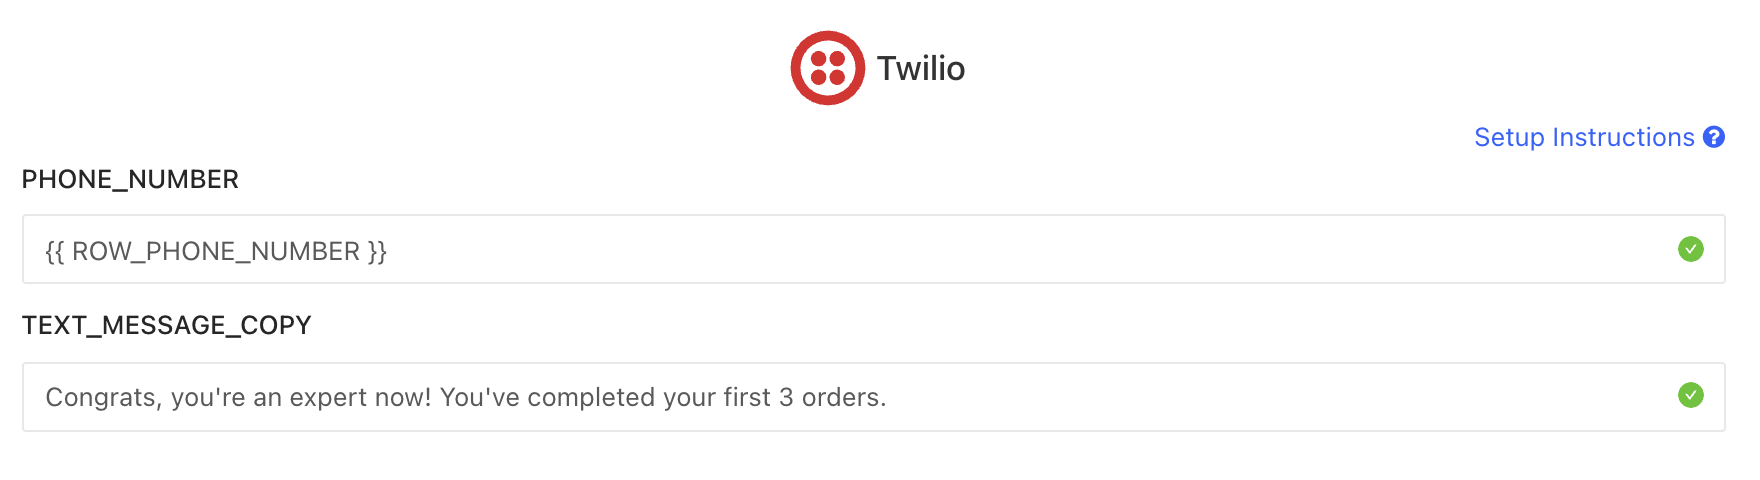 Twilio
Setup Instructions
PHONE_NUMBER
{{ ROW_PHONE_NUMBER }}
TEXT_MESSAGE_COPY
Congrats, you're an expert now! You've completed your first 3 orders.